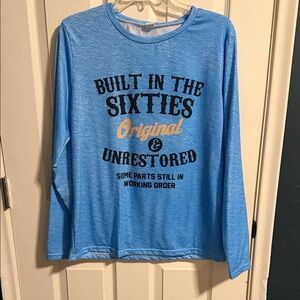 BUILT IN THE
SIXTIES
Original
&
UNRESTORED
SOME PARTS STILL IN
WORKING ORDER